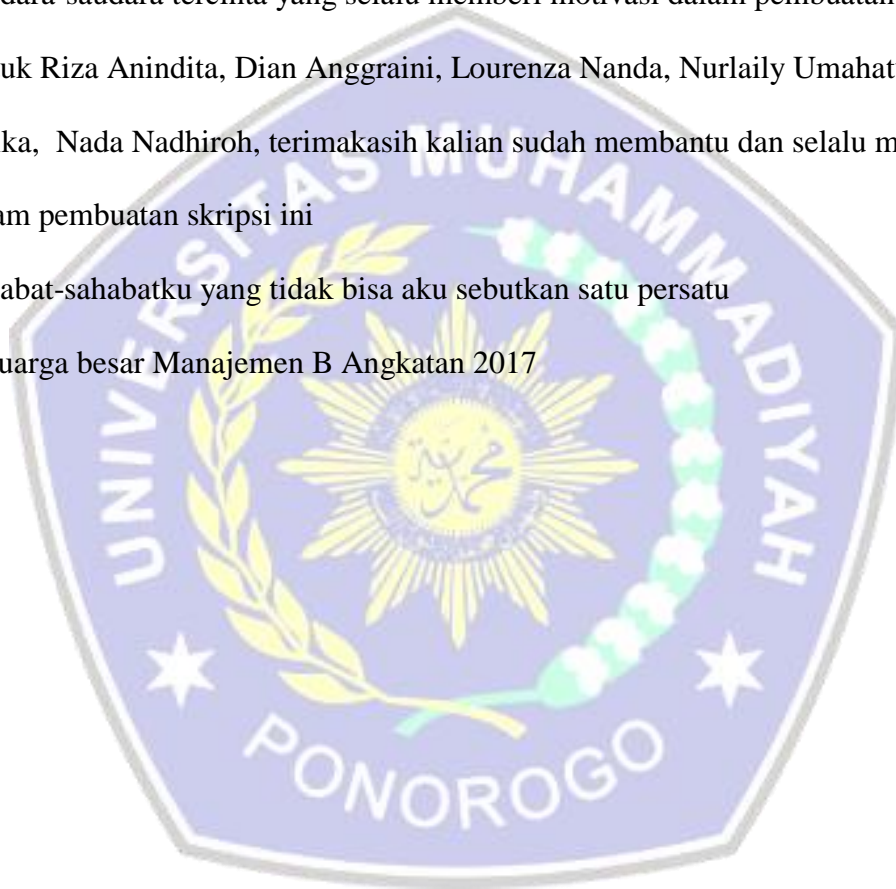 dara-saudara tercinta yang selalu memberi motivasi dalam pembuatan
uk Riza Anindita, Dian Anggraini, Lourenza Nanda, Nurlaily Umahat
ka, Nada Nadhiroh, terimakasih kalian sudah membantu dan selalu m
am pembuatan skripsi ini
abat-sahabatku yang tidak bisa aku sebutkan satu persatu
uarga besar Manajemen B Angkatan 2017
UNIVERSITAS MUHAMMADIYAH
محمد
PONOROGO